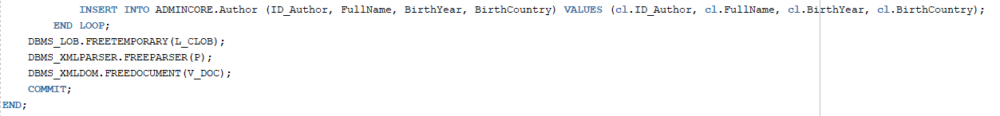 INSERT INTO ADMINCORE.Author (ID_Author, FullName, BirthYear, BirthCountry) VALUES (cl.ID_Author, cl.FullName, cl.BirthYear, cl.BirthCountry);
END LOOP;
DBMS_LOB.FREETEMPORARY(L_CLOB);
DBMS_XMLPARSER.FREEPARSER(P);
DBMS_XMLDOM.FREEDOCUMENT(V_DOC);
COMMIT;
END;